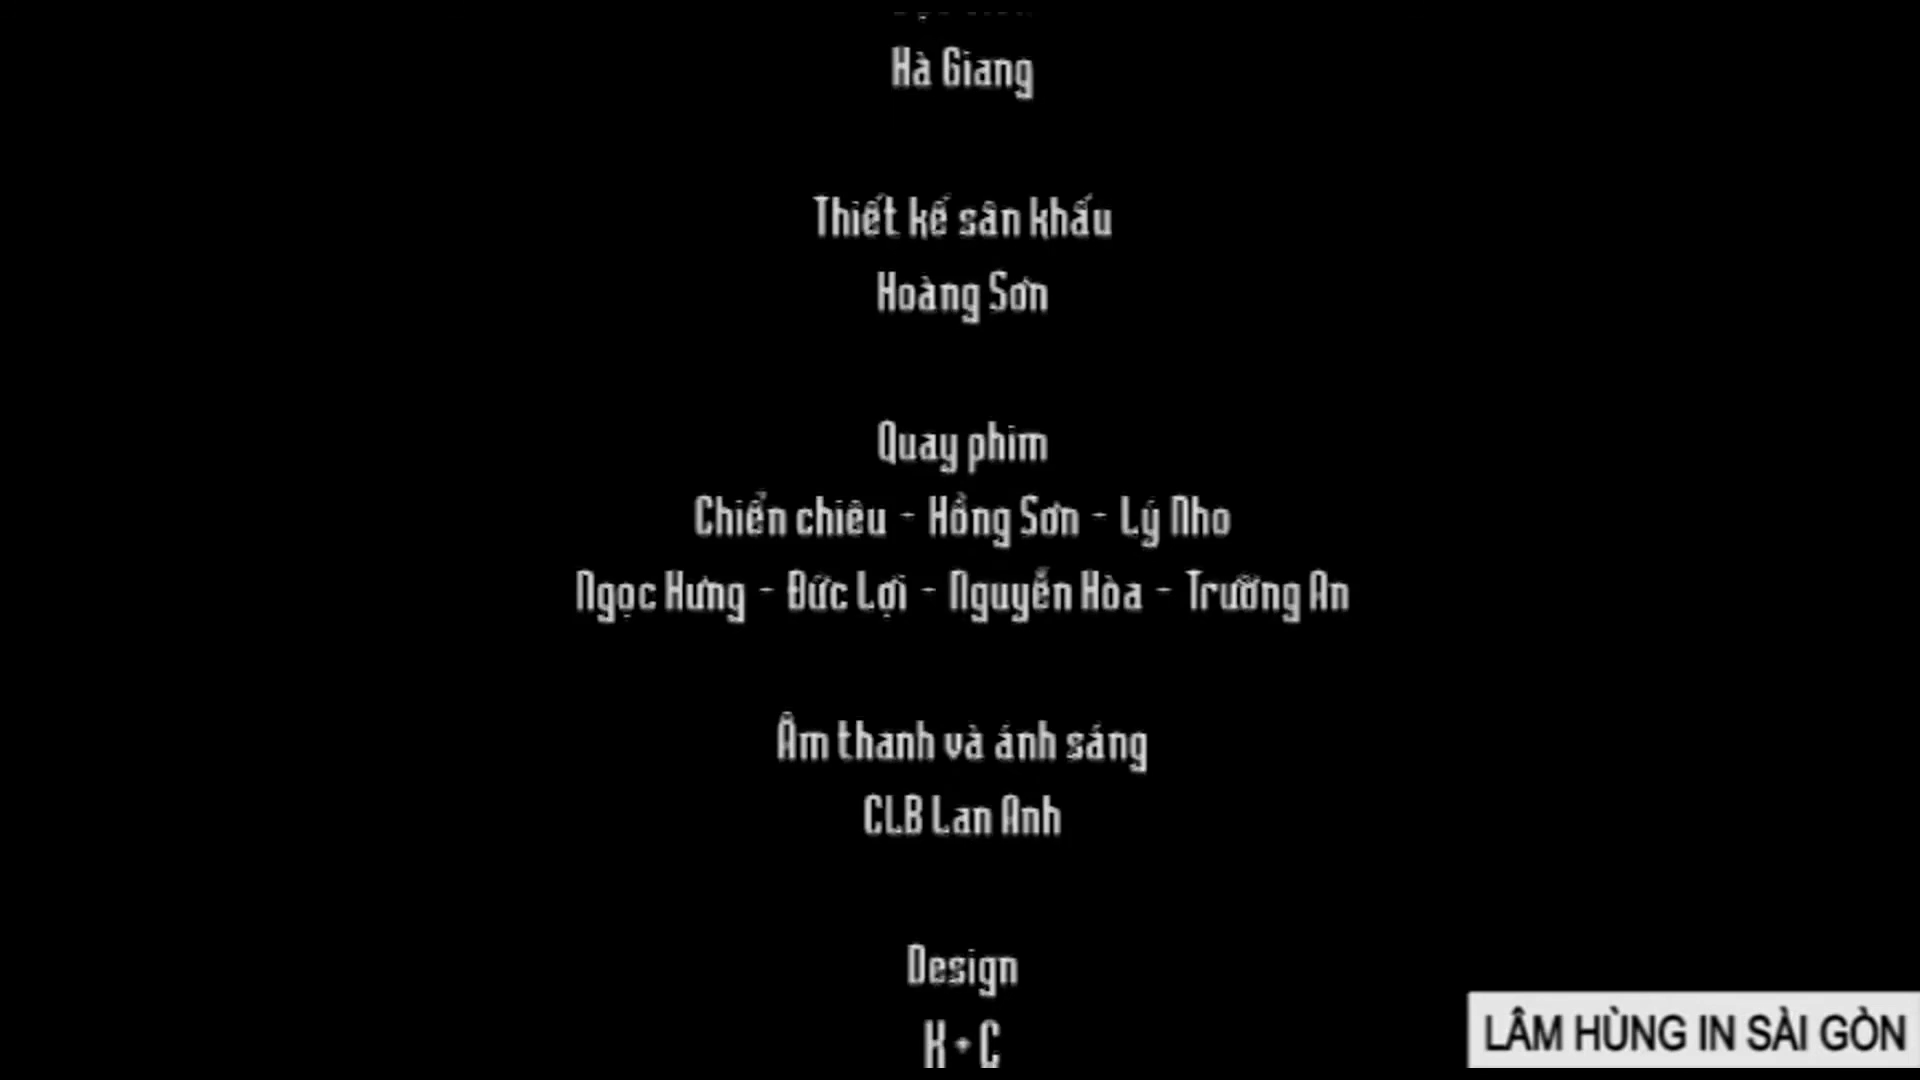 Hà Giang
Thiết kế sân khấu
Hoàng Sơn
Quay phim
Chiển chiêu - Hồng Sơn - Lý Nho
Ngọc Hưng - Đức Lợi - Nguyễn Hòa - Trường An
Âm thanh và ánh sáng
CLB Lan Anh
Design
K + C
LÂM HÙNG IN SÀI GÒN